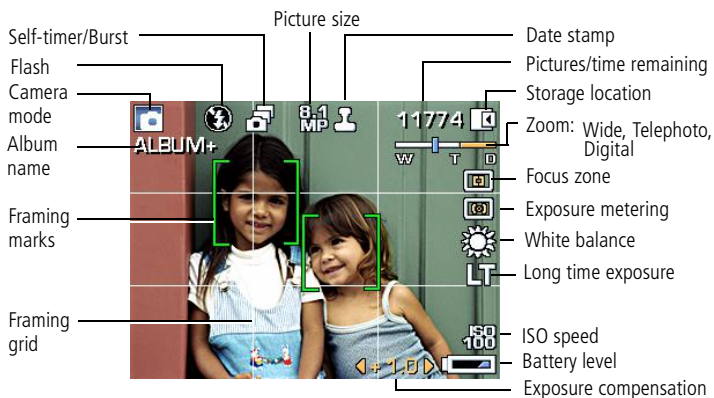 Picture size
Self-timer/Burst
Date stamp
Flash
Pictures/time remaining
Camera mode
Storage location
8.1 MP
11774
Zoom: Wide, Telephoto, Digital
Album name
ALBUM+
W T D
Focus zone
Framing marks
Exposure metering
White balance
LT
Long time exposure
Framing grid
ISO 100
ISO speed
+1.0
Battery level
Exposure compensation